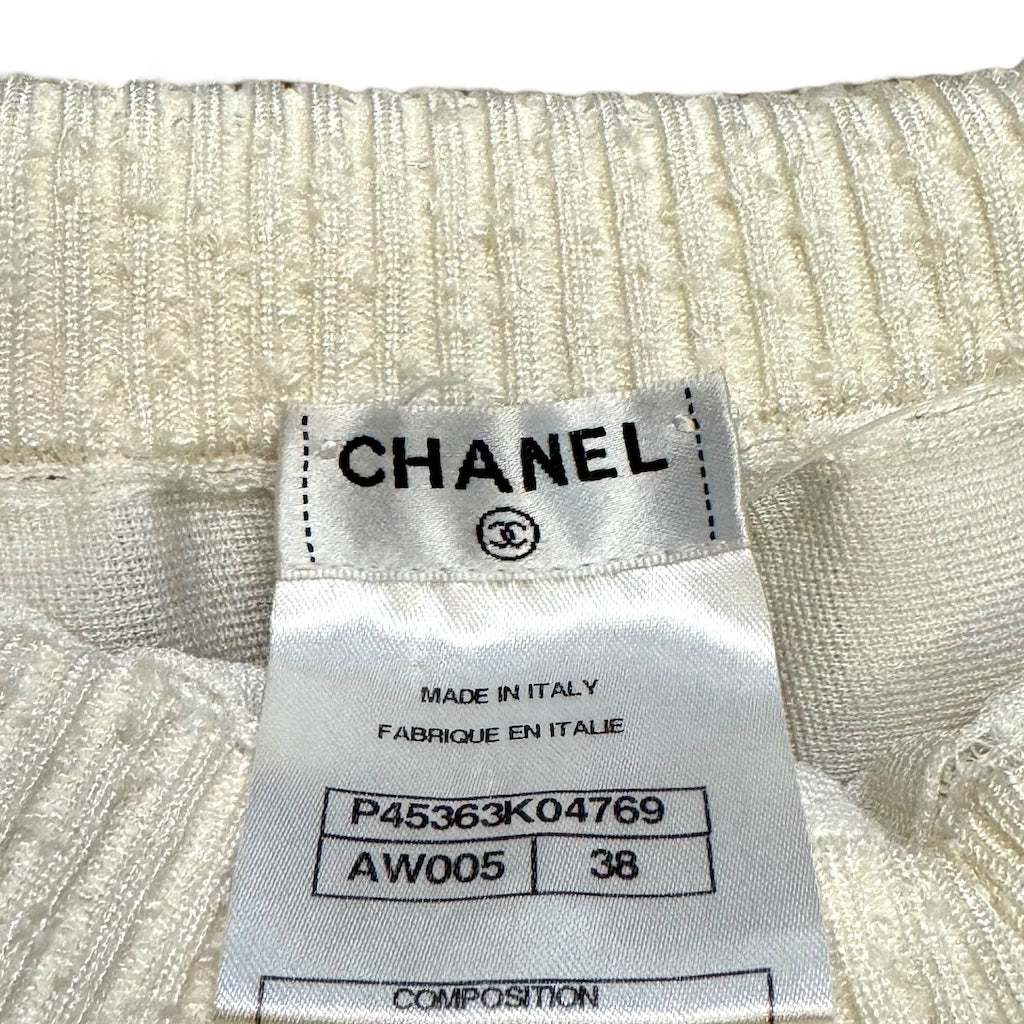 CHANEL
MADE IN ITALY
FABRIQUE EN ITALIE
P45363K04769
AW005 38
COMPOSITION